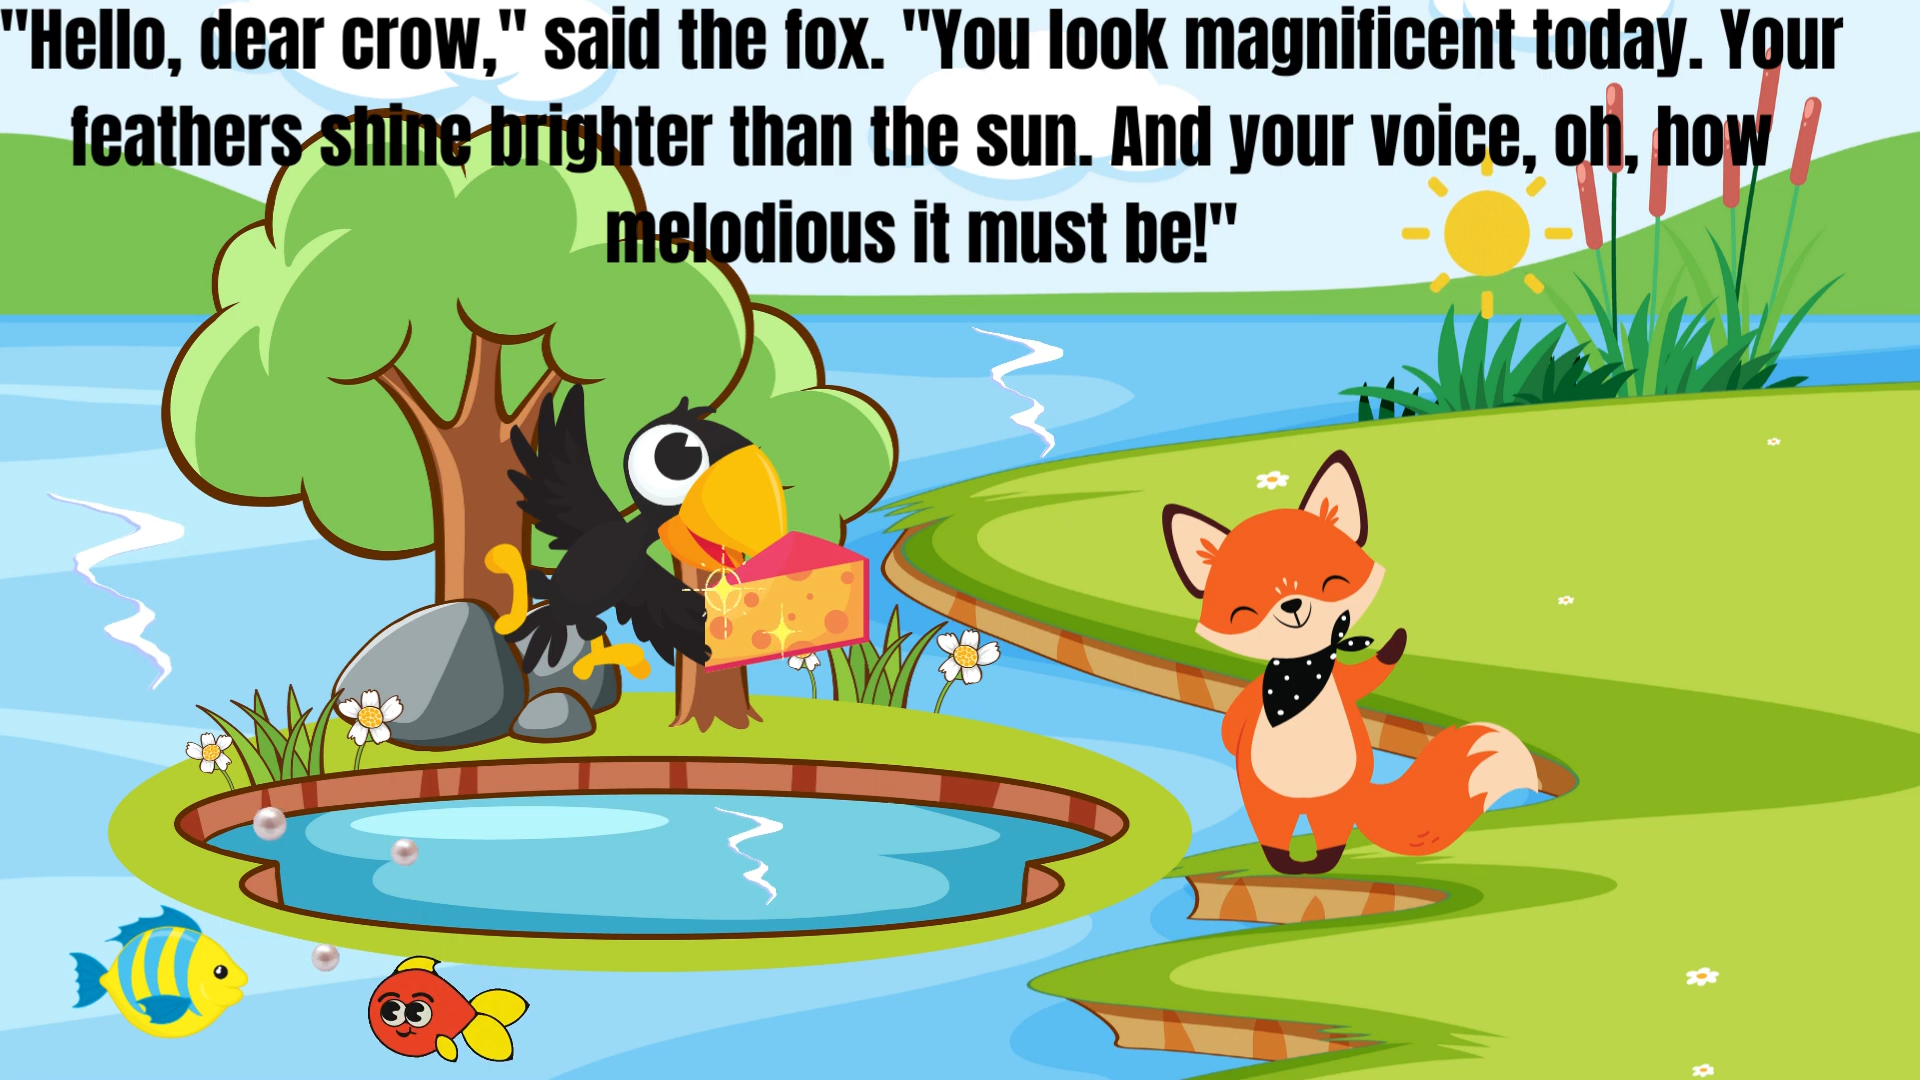 "Hello, dear crow," said the fox. "You look magnificent today. Your
feathers shine brighter than the sun. And your voice, oh, how
melodious it must be!"